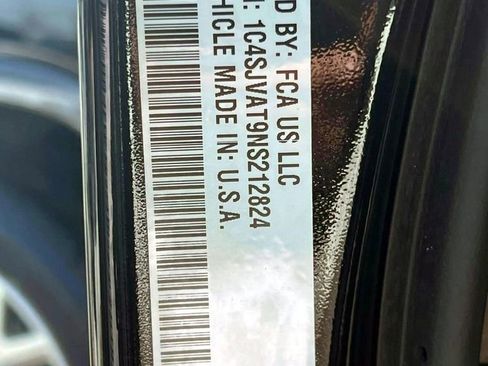 D BY: FCA US LLC
: 1C4SJVAT9NS212824
HICLE MADE IN: U.S.A.